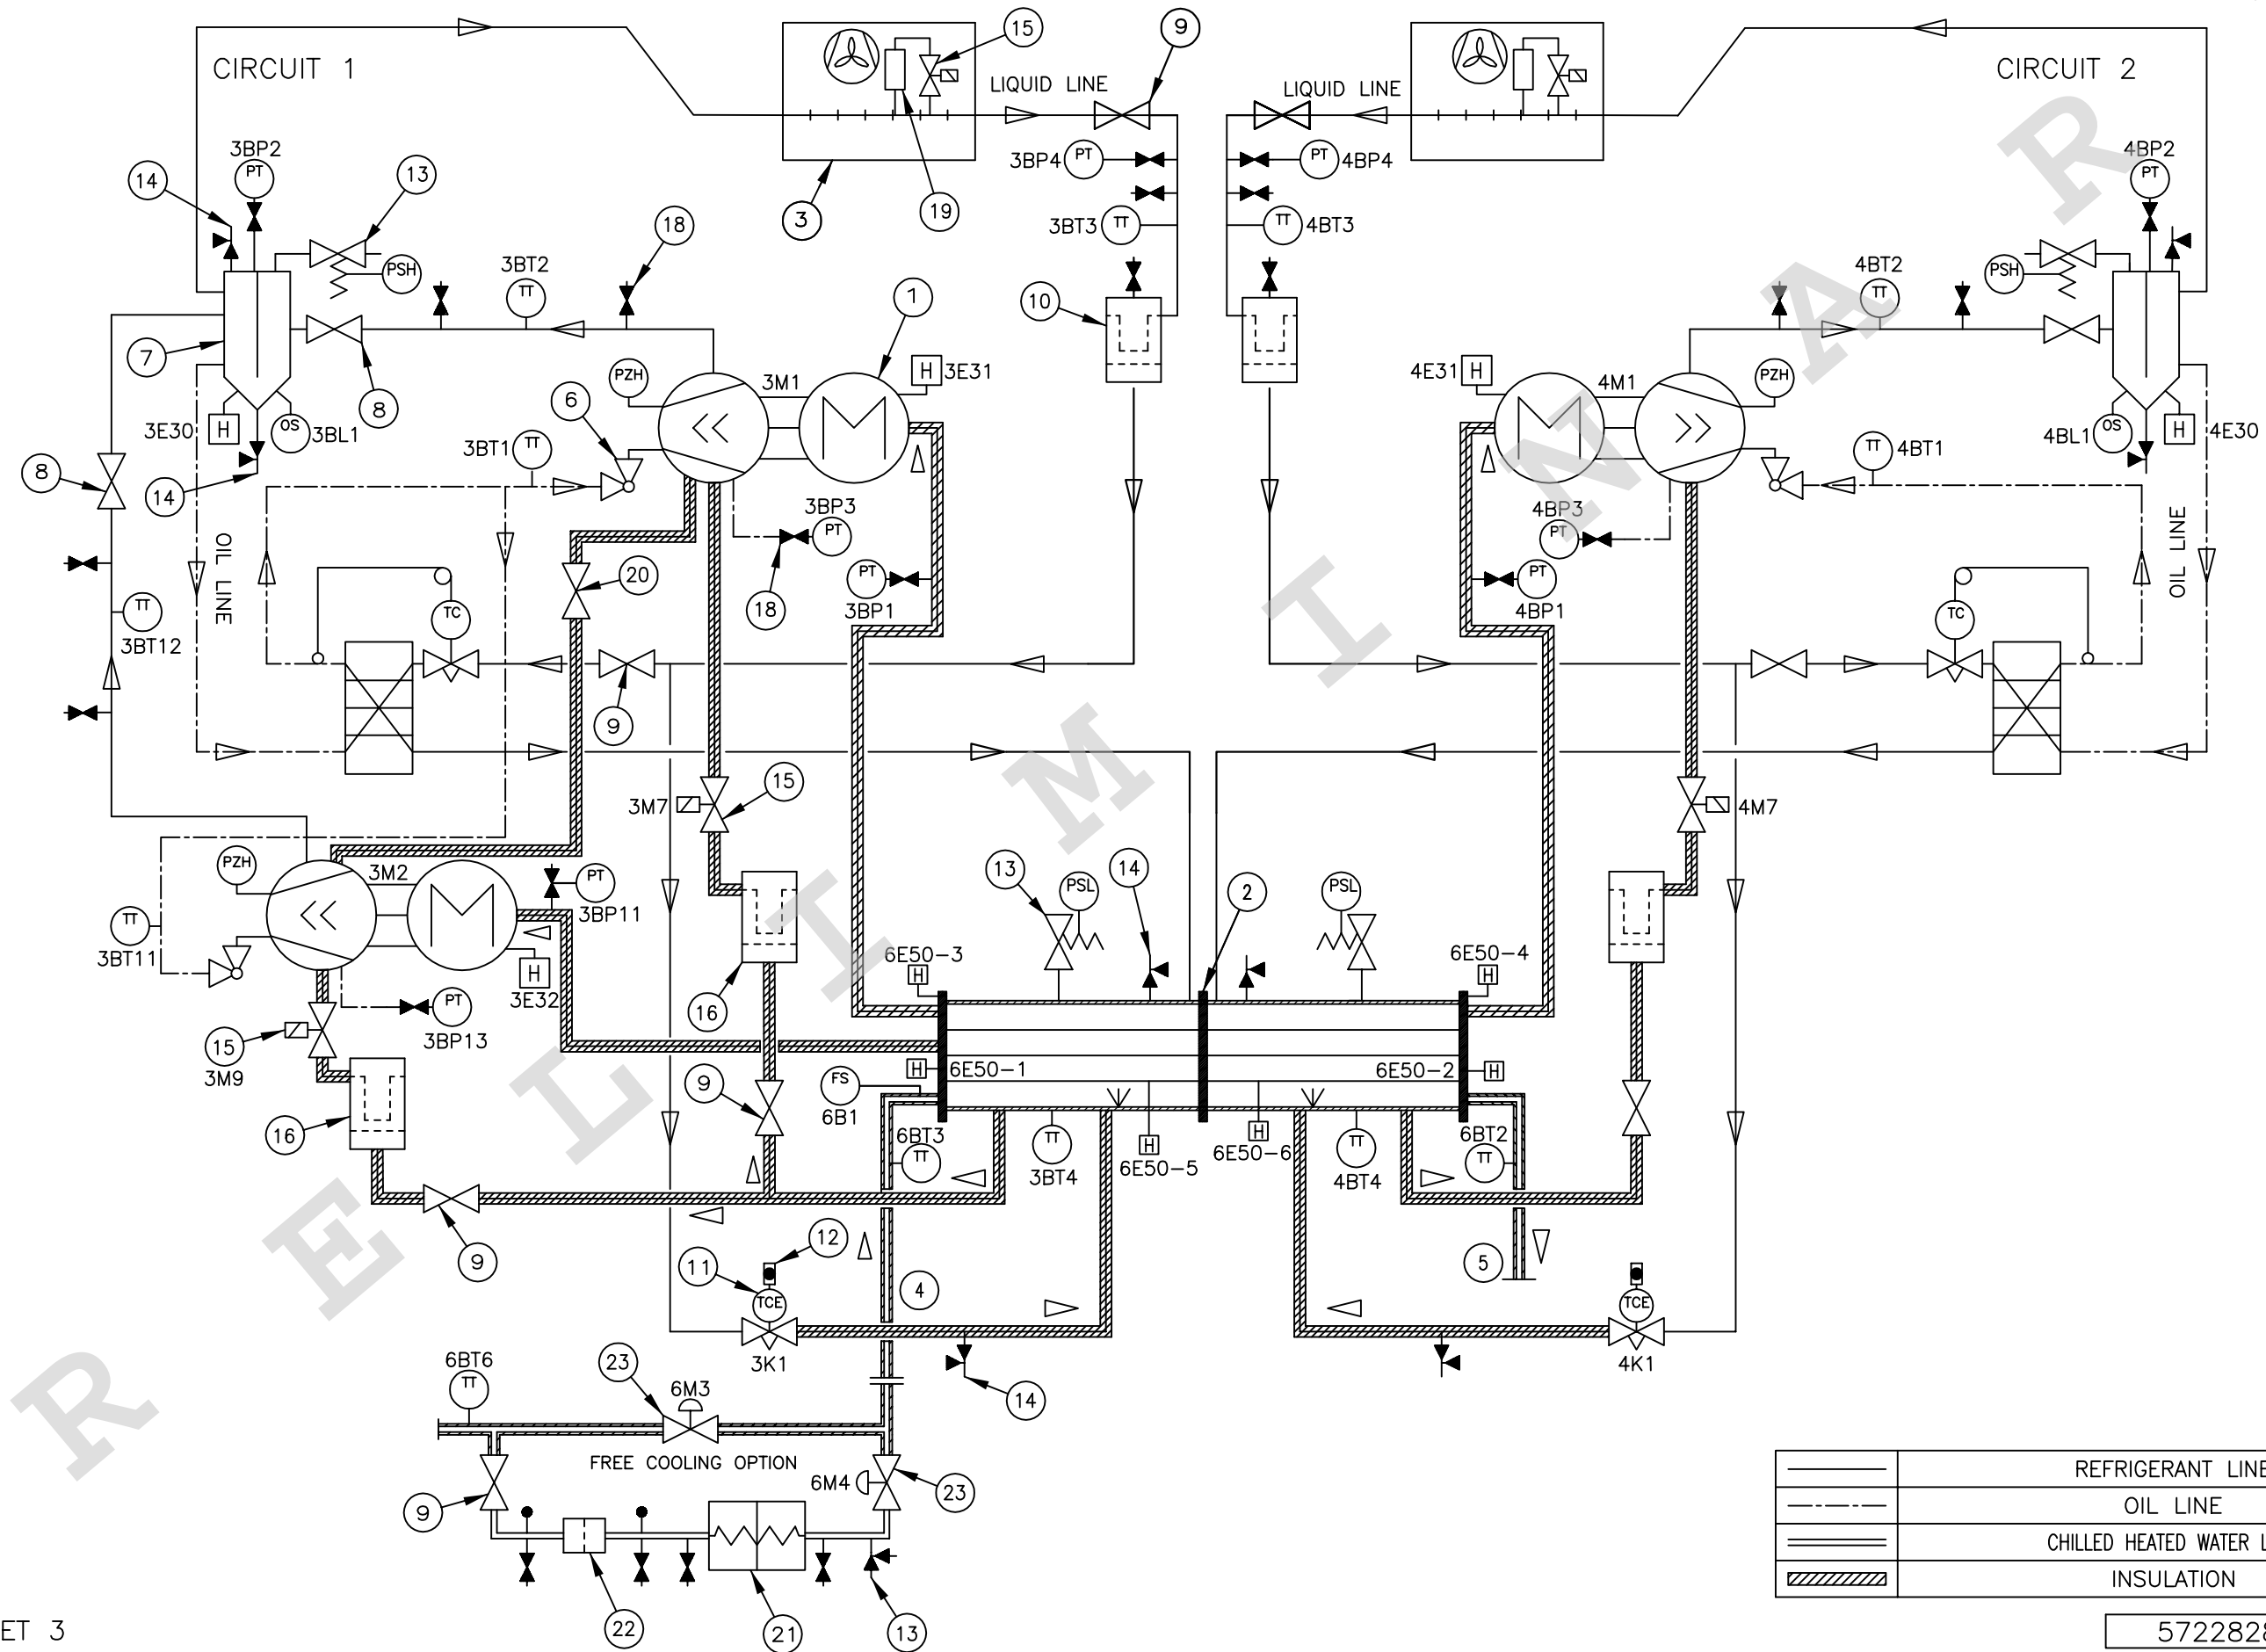 CIRCUIT 1
15
9
CIRCUIT 2
LIQUID LINE
LIQUID LINE
3BP2
PT
14
13
3BP4 PT
PT 4BP4
4BP2
PT
19
3
18
3BT3 TT
TT 4BT3
PSH
3BT2
TT
4BT2
TT
PSH
10
1
7
8
PZH
3M1
H 3E31
4E31 H
4M1
PZH
6
3E30 H
OS 3BL1
3BT1 TT
4BL1 OS
H 4E30
TT 4BT1
8
14
3BP3
PT
4BP3
PT
OIL LINE
OIL LINE
20
PT
3BP1
PT
4BP1
18
TT
3BT12
TC
TC
9
3M7
15
4M7
PZH
3M2
PT
3BP11
13
14
2
PSL
PSL
TT
3BT11
6E50-3
H
6E50-4
H
H
3E32
16
PT
3BP13
15
3M9
9
FS
6B1
H 6E50-1
6E50-2 H
16
6BT3
TT
TT
3BT4
H
6E50-5
H
6E50-6
TT
4BT4
6BT2
TT
9
12
11
TCE
3K1
4
5
TCE
4K1
6BT6
TT
23
6M3
14
FREE COOLING OPTION
6M4
23
9
22
21
13
REFRIGERANT LINE
OIL LINE
CHILLED HEATED WATER L
INSULATION
ET 3
572282
R E L I M I N A R